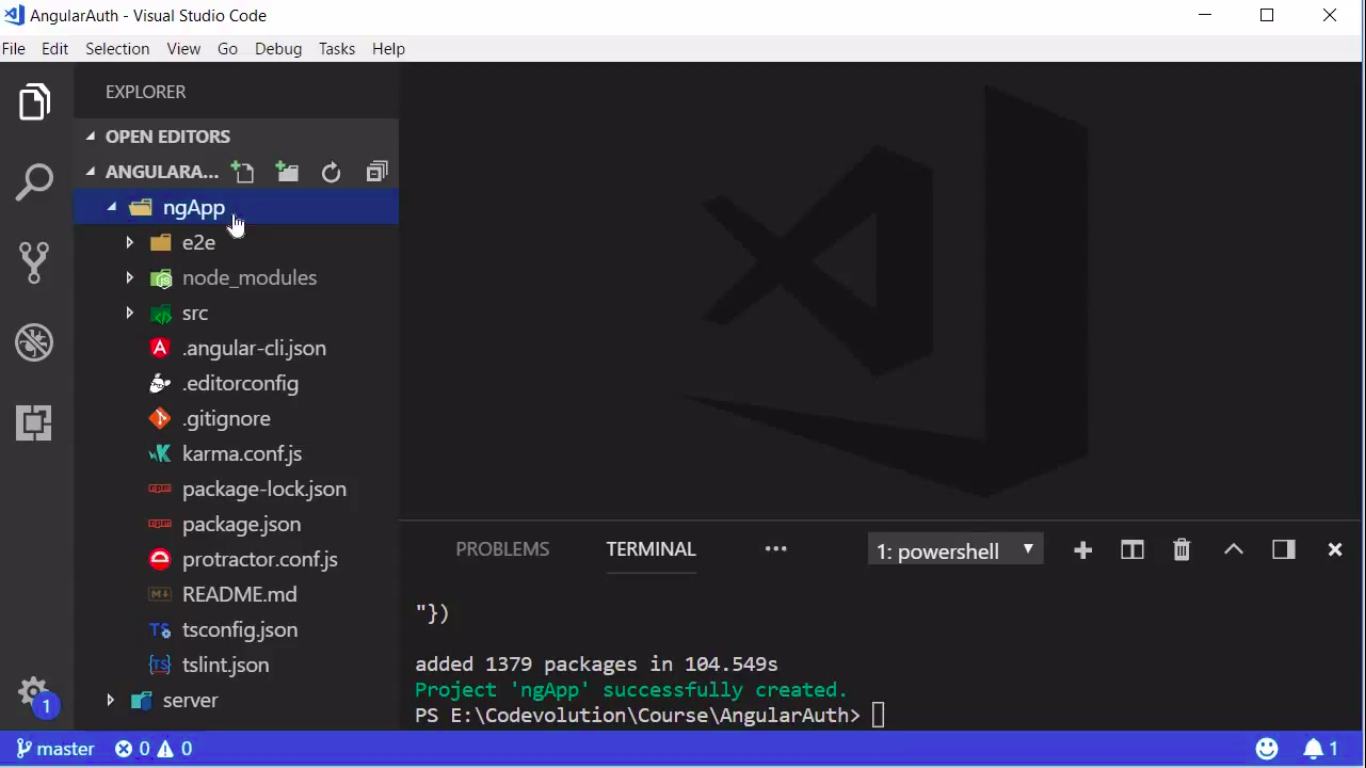 AngularAuth - Visual Studio Code
File Edit Selection View Go Debug Tasks Help
EXPLORER
OPEN EDITORS
ANGULARA...
ngApp
e2e
node_modules
src
.angular-cli.json
.editorconfig
.gitignore
karma.conf.js
package-lock.json
package.json
protractor.conf.js
README.md
tsconfig.json
tslint.json
server
PROBLEMS TERMINAL ··· 1: powershell
"})
added 1379 packages in 104.549s
Project 'ngApp' successfully created.
PS E:\Codevolution\Course\AngularAuth>
1
master 0 0 1